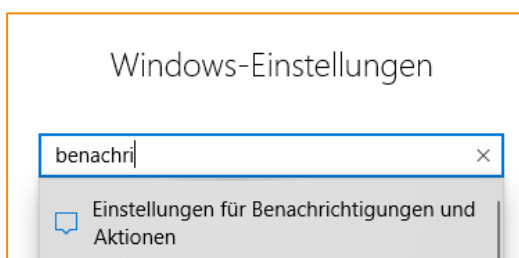 Windows-Einstellungen
benachri
Einstellungen für Benachrichtigungen und
Aktionen